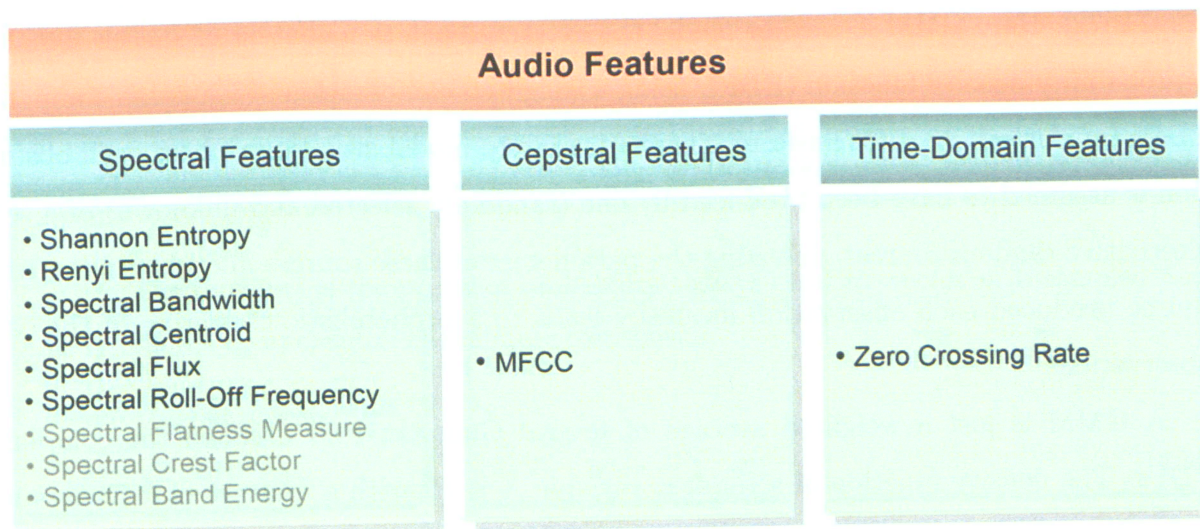 Audio Features
Spectral Features
• Shannon Entropy
• Renyi Entropy
• Spectral Bandwidth
• Spectral Centroid
• Spectral Flux
• Spectral Roll-Off Frequency
• Spectral Flatness Measure
• Spectral Crest Factor
• Spectral Band Energy
Cepstral Features
• MFCC
Time-Domain Features
• Zero Crossing Rate